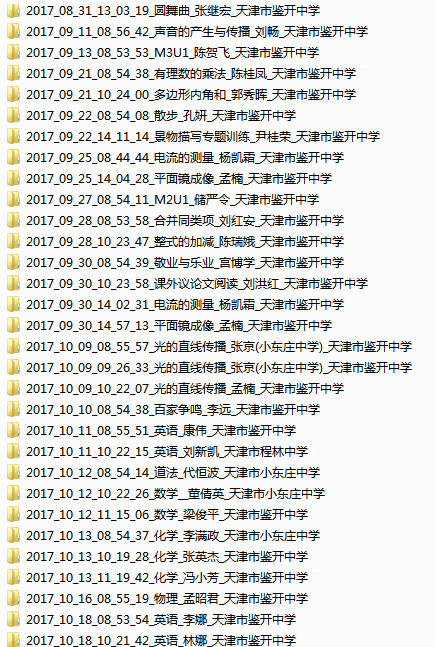 2017_08_31_13_03_19_圆舞曲_张继宏_天津市鉴开中学
2017_09_11_08_56_42_声音的产生与传播_刘畅_天津市鉴开中学
2017_09_13_08_53_53_M3U1_陈贺飞_天津市鉴开中学
2017_09_21_08_54_38_有理数的乘法_陈桂凤_天津市鉴开中学
2017_09_21_10_24_00_多边形内角和_郭秀晖_天津市鉴开中学
2017_09_22_08_54_08_散步_孔妍_天津市鉴开中学
2017_09_22_14_11_14_景物描写专题训练_尹桂荣_天津市鉴开中学
2017_09_25_08_44_44_电流的测量_杨凯霜_天津市鉴开中学
2017_09_25_14_04_28_平面镜成像_孟楠_天津市鉴开中学
2017_09_27_08_54_11_M2U1_储严令_天津市鉴开中学
2017_09_28_08_53_58_合并同类项_刘红安_天津市鉴开中学
2017_09_28_10_23_47_整式的加减_陈瑞娥_天津市鉴开中学
2017_09_30_08_54_39_敬业与乐业_宫博学_天津市鉴开中学
2017_09_30_10_23_58_课外议论文阅读_刘洪红_天津市鉴开中学
2017_09_30_14_02_31_电流的测量_杨凯霜_天津市鉴开中学
2017_09_30_14_57_13_平面镜成像_孟楠_天津市鉴开中学
2017_10_09_08_55_57_光的直线传播_张京(小东庄中学)_天津市鉴开中学
2017_10_09_09_26_33_光的直线传播_张京(小东庄中学)_天津市鉴开中学
2017_10_09_10_22_07_光的直线传播_孟楠_天津市鉴开中学
2017_10_10_08_54_38_百家争鸣_李远_天津市鉴开中学
2017_10_11_08_55_51_英语_康伟_天津市鉴开中学
2017_10_11_10_22_15_英语_刘新凯_天津市程林中学
2017_10_12_08_54_14_道法_代恒波_天津市小东庄中学
2017_10_12_10_22_26_数学__董倩英_天津市小东庄中学
2017_10_12_11_15_06_数学_梁俊平_天津市鉴开中学
2017_10_13_08_54_37_化学_李满政_天津市小东庄中学
2017_10_13_10_19_28_化学_张英杰_天津市鉴开中学
2017_10_13_11_19_42_化学_冯小芳_天津市鉴开中学
2017_10_16_08_55_19_物理_孟昭君_天津市鉴开中学
2017_10_18_08_53_54_英语_李娜_天津市鉴开中学
2017_10_18_10_21_42_英语_林娜_天津市鉴开中学